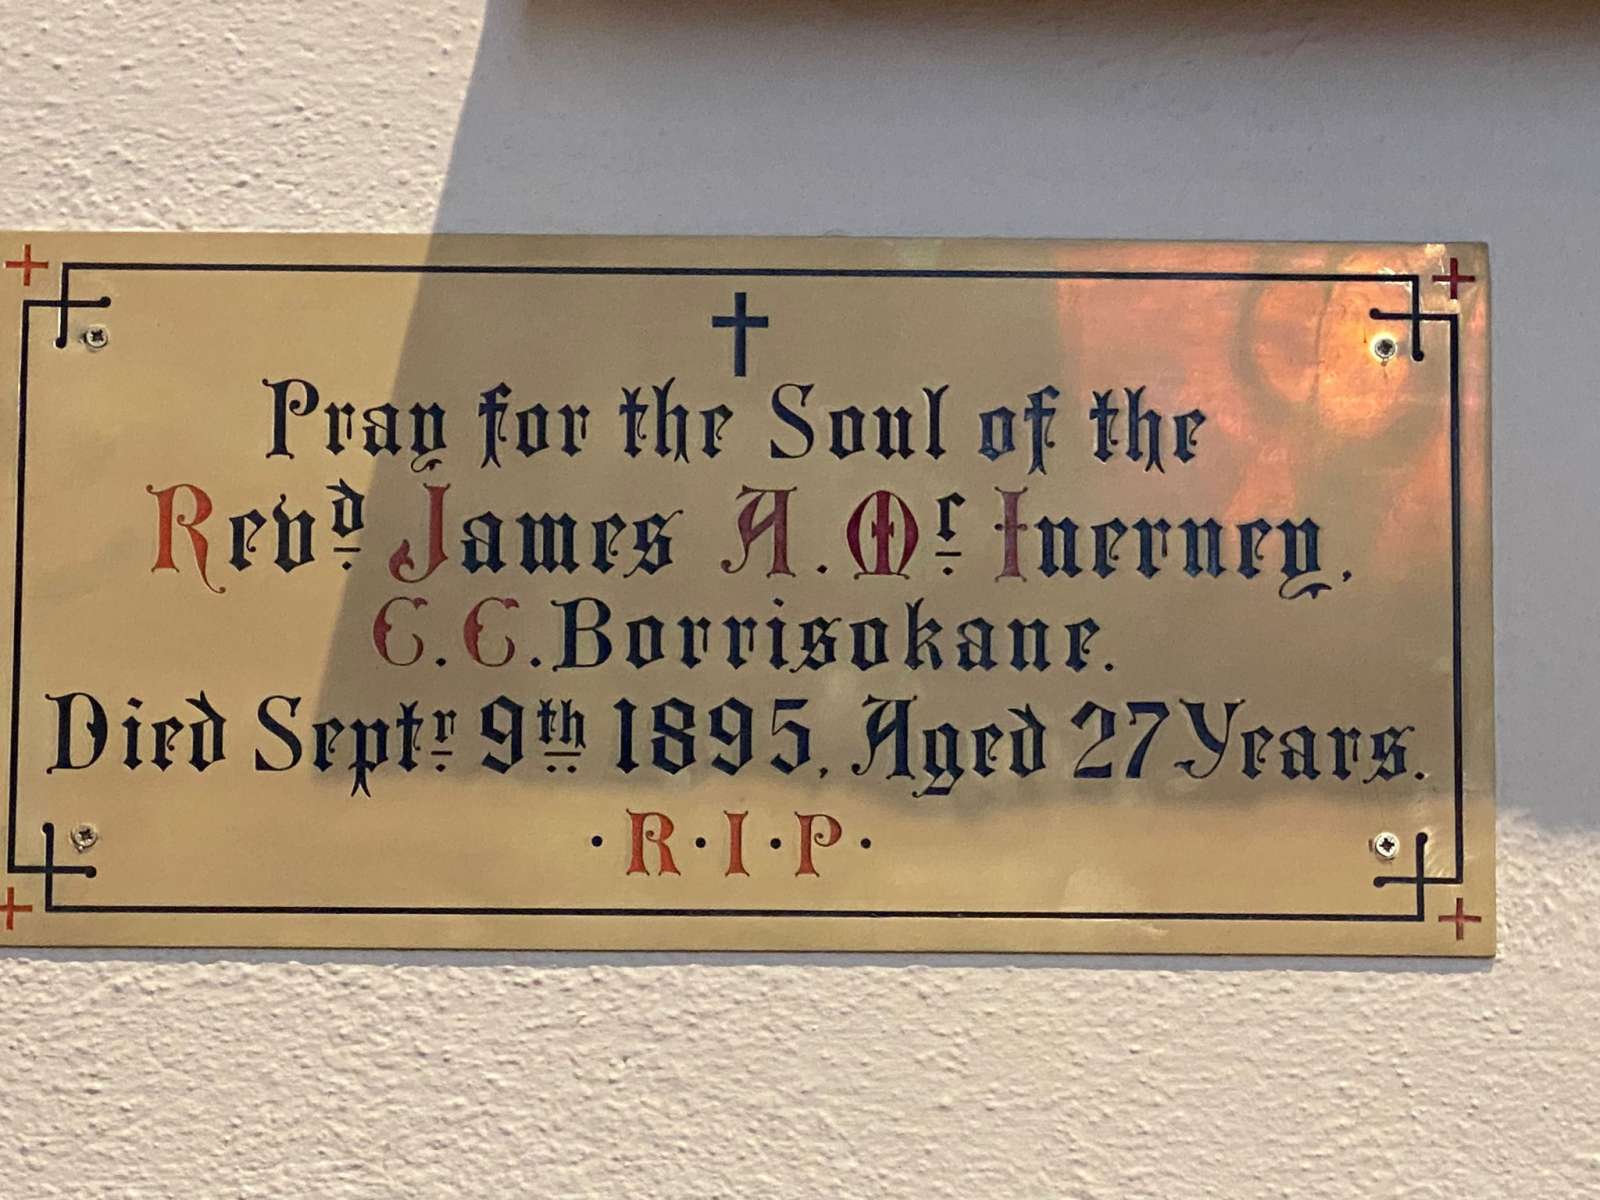 Pray for the Soul of the
Revd James A. Mc Inerney,
C.C. Borrisokane.
Died Septr 9th 1895, Aged 27 Years.
·R·I·P·